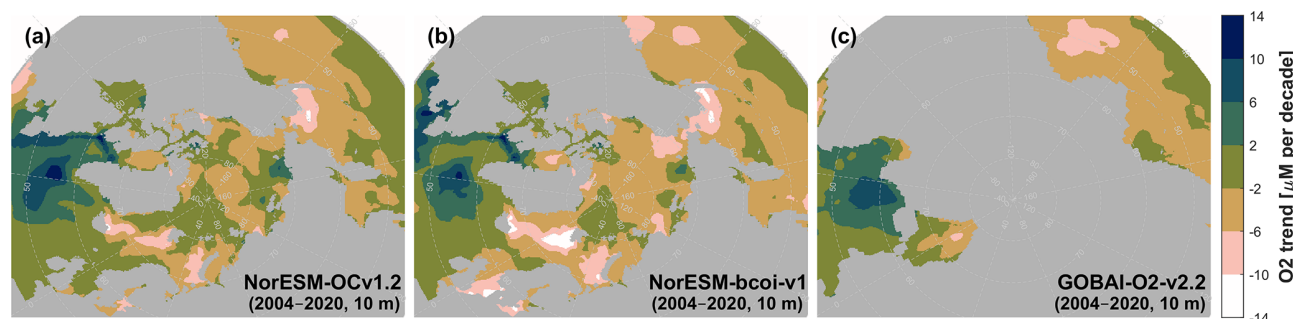 (a)
NorESM-OCv1.2
(2004–2020, 10 m)
(b)
NorESM-bcoi-v1
(2004–2020, 10 m)
(c)
GOBAI-O2-v2.2
(2004–2020, 10 m)
14
10
6
2
-2
-6
-10
-14
O2 trend [μM per decade]